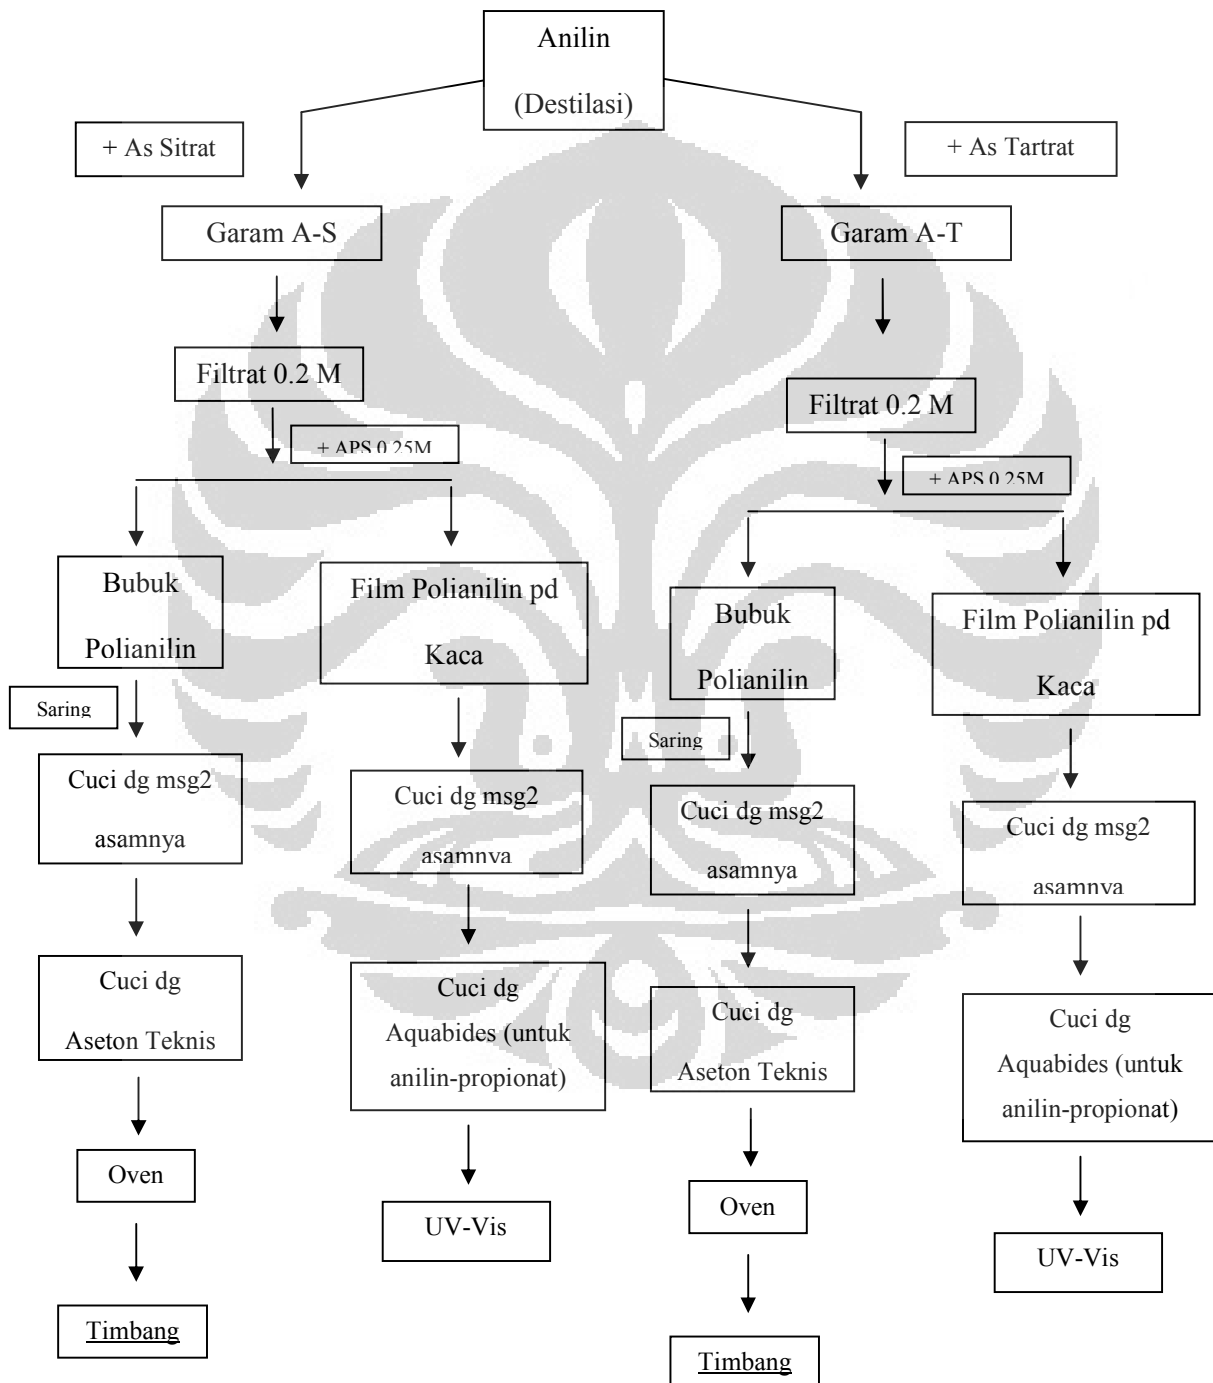 Anilin
(Destilasi)
+ As Sitrat
+ As Tartrat
Garam A-S
Garam A-T
Filtrat 0.2 M
Filtrat 0.2 M
+ APS 0.25M
+ APS 0.25M
Bubuk
Polianilin
Film Polianilin pd
Kaca
Bubuk
Polianilin
Film Polianilin pd
Kaca
Saring
Saring
Cuci dg msg2
asamnya
Cuci dg msg2
asamnya
Cuci dg msg2
asamnya
Cuci dg msg2
asamnya
Cuci dg
Aseton Teknis
Cuci dg
Aquabides (untuk
anilin-propionat)
Cuci dg
Aseton Teknis
Cuci dg
Aquabides (untuk
anilin-propionat)
Oven
UV-Vis
Oven
UV-Vis
Timbang
Timbang